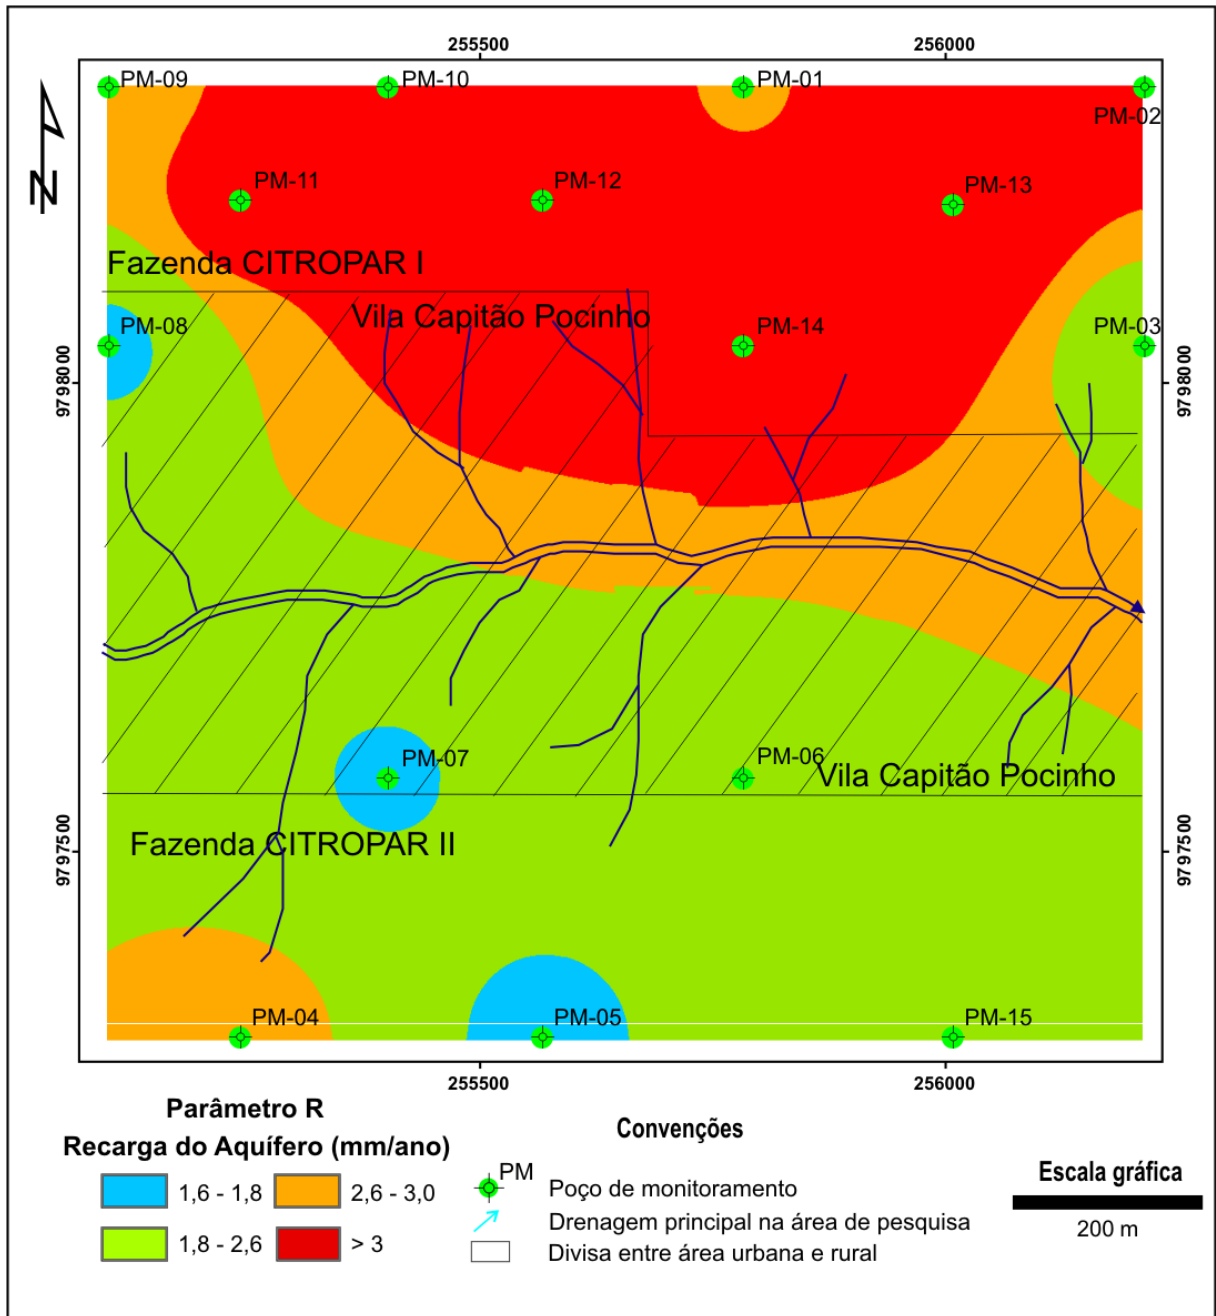 255500
256000
PM-09
PM-10
PM-01
PM-02
N
PM-11
PM-12
PM-13
Fazenda CITROPAR I
Vila Capitão Pocinho
PM-08
PM-14
PM-03
9798000
9798000
PM-07
PM-06
Vila Capitão Pocinho
Fazenda CITROPAR II
9797500
9797500
PM-04
PM-05
PM-15
255500
256000
Parâmetro R
Recarga do Aquífero (mm/ano)
1,6 - 1,8
2,6 - 3,0
1,8 - 2,6
> 3
Convenções
PM
Poço de monitoramento
Drenagem principal na área de pesquisa
Divisa entre área urbana e rural
Escala gráfica
200 m